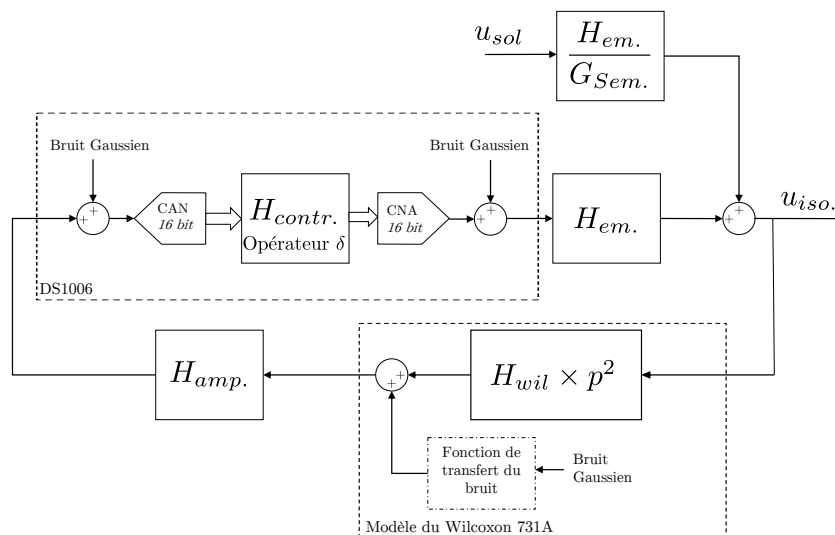 u_sol
H_em.
G_Sem.
Bruit Gaussien
Bruit Gaussien
+
+
CAN
16 bit
H_contr.
Opérateur δ
CNA
16 bit
+
+
H_em.
+
+
u_iso.
DS1006
H_amp.
+
+
H_wil × p²
Fonction de
transfert du
bruit
Bruit
Gaussien
Modèle du Wilcoxon 731A